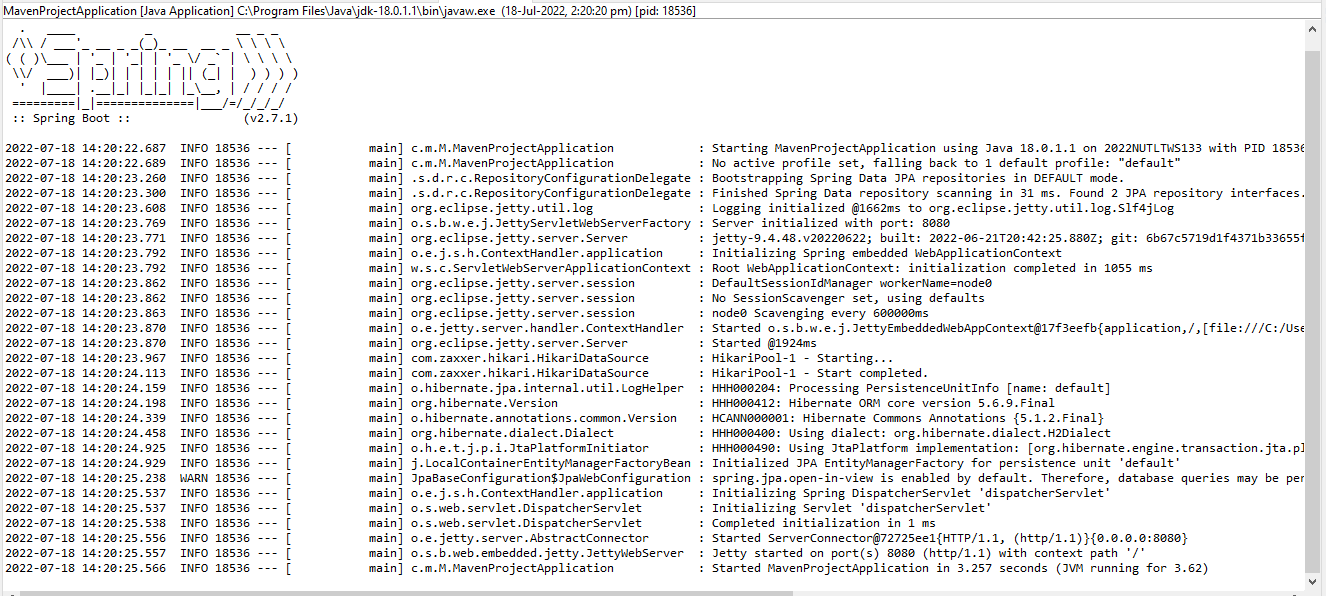 MavenProjectApplication [Java Application] C:\Program Files\Java\jdk-18.0.1.1\bin\javaw.exe (18-Jul-2022, 2:20:20 pm) [pid: 18536]
  .   ____          _            __ _ _
 /\\ / ___'_ __ _ _(_)_ __  __ _ \ \ \ \
( ( )\___ | '_ | '_| | '_ \/ _` | \ \ \ \
 \\/  ___)| |_)| | | | | || (_| |  ) ) ) )
  '  |____| .__|_| |_|_| |_\__, | / / / /
 =========|_|==============|___/=/_/_/_/
 :: Spring Boot ::                (v2.7.1)
2022-07-18 14:20:22.687  INFO 18536 --- [           main] c.m.M.MavenProjectApplication            : Starting MavenProjectApplication using Java 18.0.1.1 on 2022NUTLTWS133 with PID 18536
2022-07-18 14:20:22.689  INFO 18536 --- [           main] c.m.M.MavenProjectApplication            : No active profile set, falling back to 1 default profile: "default"
2022-07-18 14:20:23.260  INFO 18536 --- [           main] .s.d.r.c.RepositoryConfigurationDelegate : Bootstrapping Spring Data JPA repositories in DEFAULT mode.
2022-07-18 14:20:23.300  INFO 18536 --- [           main] .s.d.r.c.RepositoryConfigurationDelegate : Finished Spring Data repository scanning in 31 ms. Found 2 JPA repository interfaces.
2022-07-18 14:20:23.608  INFO 18536 --- [           main] org.eclipse.jetty.util.log               : Logging initialized @1662ms to org.eclipse.jetty.util.log.Slf4jLog
2022-07-18 14:20:23.769  INFO 18536 --- [           main] o.s.b.w.e.j.JettyServletWebServerFactory : Server initialized with port: 8080
2022-07-18 14:20:23.771  INFO 18536 --- [           main] org.eclipse.jetty.server.Server          : jetty-9.4.48.v20220622; built: 2022-06-21T20:42:25.880Z; git: 6b67c5719d1f4371b33655f
2022-07-18 14:20:23.792  INFO 18536 --- [           main] o.e.j.s.h.ContextHandler.application     : Initializing Spring embedded WebApplicationContext
2022-07-18 14:20:23.792  INFO 18536 --- [           main] w.s.c.ServletWebServerApplicationContext : Root WebApplicationContext: initialization completed in 1055 ms
2022-07-18 14:20:23.862  INFO 18536 --- [           main] org.eclipse.jetty.server.session         : DefaultSessionIdManager workerName=node0
2022-07-18 14:20:23.862  INFO 18536 --- [           main] org.eclipse.jetty.server.session         : No SessionScavenger set, using defaults
2022-07-18 14:20:23.863  INFO 18536 --- [           main] org.eclipse.jetty.server.session         : node0 Scavenging every 600000ms
2022-07-18 14:20:23.870  INFO 18536 --- [           main] o.e.jetty.server.handler.ContextHandler  : Started o.s.b.w.e.j.JettyEmbeddedWebAppContext@17f3eefb{application,/,[file:///C:/Use
2022-07-18 14:20:23.870  INFO 18536 --- [           main] org.eclipse.jetty.server.Server          : Started @1924ms
2022-07-18 14:20:23.967  INFO 18536 --- [           main] com.zaxxer.hikari.HikariDataSource       : HikariPool-1 - Starting...
2022-07-18 14:20:24.113  INFO 18536 --- [           main] com.zaxxer.hikari.HikariDataSource       : HikariPool-1 - Start completed.
2022-07-18 14:20:24.159  INFO 18536 --- [           main] o.hibernate.jpa.internal.util.LogHelper  : HHH000204: Processing PersistenceUnitInfo [name: default]
2022-07-18 14:20:24.198  INFO 18536 --- [           main] org.hibernate.Version                    : HHH000412: Hibernate ORM core version 5.6.9.Final
2022-07-18 14:20:24.339  INFO 18536 --- [           main] o.hibernate.annotations.common.Version   : HCANN000001: Hibernate Commons Annotations {5.1.2.Final}
2022-07-18 14:20:24.458  INFO 18536 --- [           main] org.hibernate.dialect.Dialect            : HHH000400: Using dialect: org.hibernate.dialect.H2Dialect
2022-07-18 14:20:24.925  INFO 18536 --- [           main] o.h.e.t.j.p.i.JtaPlatformInitiator       : HHH000490: Using JtaPlatform implementation: [org.hibernate.engine.transaction.jta.pl
2022-07-18 14:20:24.929  INFO 18536 --- [           main] j.LocalContainerEntityManagerFactoryBean : Initialized JPA EntityManagerFactory for persistence unit 'default'
2022-07-18 14:20:25.238  WARN 18536 --- [           main] JpaBaseConfiguration$JpaWebConfiguration : spring.jpa.open-in-view is enabled by default. Therefore, database queries may be per
2022-07-18 14:20:25.537  INFO 18536 --- [           main] o.e.j.s.h.ContextHandler.application     : Initializing Spring DispatcherServlet 'dispatcherServlet'
2022-07-18 14:20:25.537  INFO 18536 --- [           main] o.s.web.servlet.DispatcherServlet        : Initializing Servlet 'dispatcherServlet'
2022-07-18 14:20:25.538  INFO 18536 --- [           main] o.s.web.servlet.DispatcherServlet        : Completed initialization in 1 ms
2022-07-18 14:20:25.556  INFO 18536 --- [           main] o.e.jetty.server.AbstractConnector       : Started ServerConnector@72725ee1{HTTP/1.1, (http/1.1)}{0.0.0.0:8080}
2022-07-18 14:20:25.557  INFO 18536 --- [           main] o.s.b.web.embedded.jetty.JettyWebServer  : Jetty started on port(s) 8080 (http/1.1) with context path '/'
2022-07-18 14:20:25.566  INFO 18536 --- [           main] c.m.M.MavenProjectApplication            : Started MavenProjectApplication in 3.257 seconds (JVM running for 3.62)